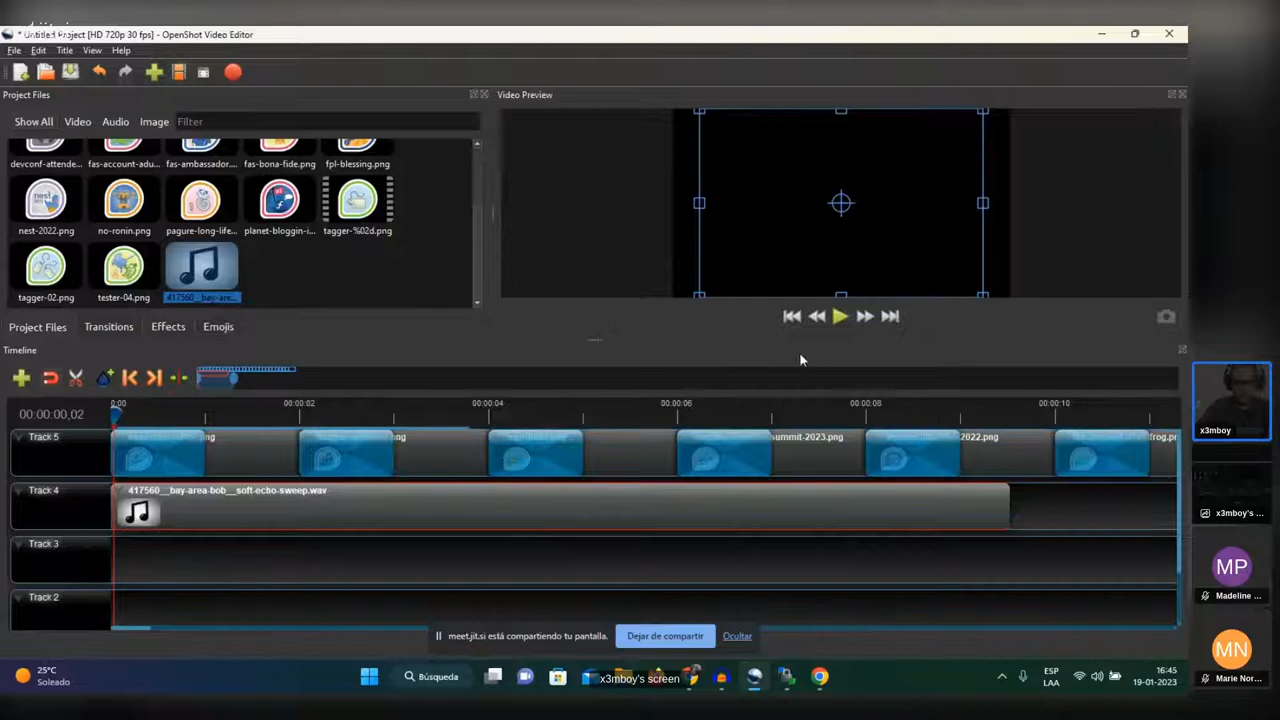 * Untitled Project [HD 720p 30 fps] - OpenShot Video Editor
File Edit Title View Help
Project Files
Video Preview
Show All Video Audio Image Filter
devconf-attende... fas-account-adu... fas-ambassador.... fas-bona-fide.png fpl-blessing.png
nest-2022.png no-ronin.png pagure-long-life... planet-bloggin-i... tagger-%02d.png
tagger-02.png tester-04.png 417560__bay-are...
Project Files Transitions Effects Emojis
Timeline
00:00:00,02
0:00 00:00:02 00:00:04 00:00:06 00:00:08 00:00:10
Track 5
summit-2023.png
2022.png
frog.pn
Track 4
417560__bay-area-bob__soft-echo-sweep.wav
Track 3
Track 2
meet.jit.si está compartiendo tu pantalla. Dejar de compartir Ocultar
25°C
Soleado
Búsqueda
x3mboy's screen
ESP
LAA
16:45
19-01-2023
x3mboy
x3mboy's ...
MP
Madeline ...
MN
Marie Nor...